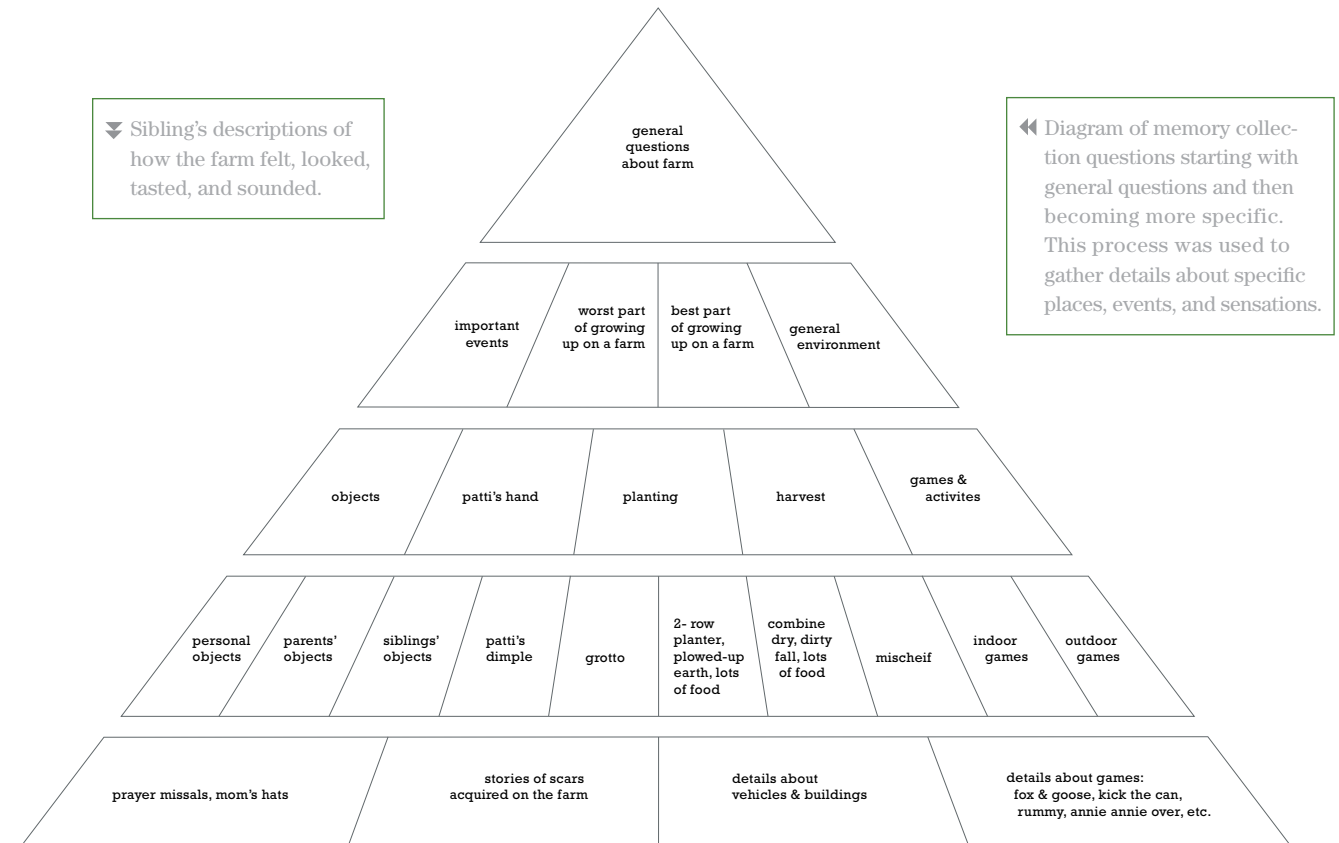 general
questions
about farm
Sibling’s descriptions of
how the farm felt, looked,
tasted, and sounded.
Diagram of memory collec-
tion questions starting with
general questions and then
becoming more specific.
This process was used to
gather details about specific
places, events, and sensations.
important
events
worst part
of growing
up on a farm
best part
of growing
up on a farm
general
environment
objects
patti’s hand
planting
harvest
games &
activites
personal
objects
parents’
objects
siblings’
objects
patti’s
dimple
grotto
2- row
planter,
plowed-up
earth, lots
of food
combine
dry, dirty
fall, lots
of food
mischeif
indoor
games
outdoor
games
prayer missals, mom’s hats
stories of scars
acquired on the farm
details about
vehicles & buildings
details about games:
fox & goose, kick the can,
rummy, annie annie over, etc.